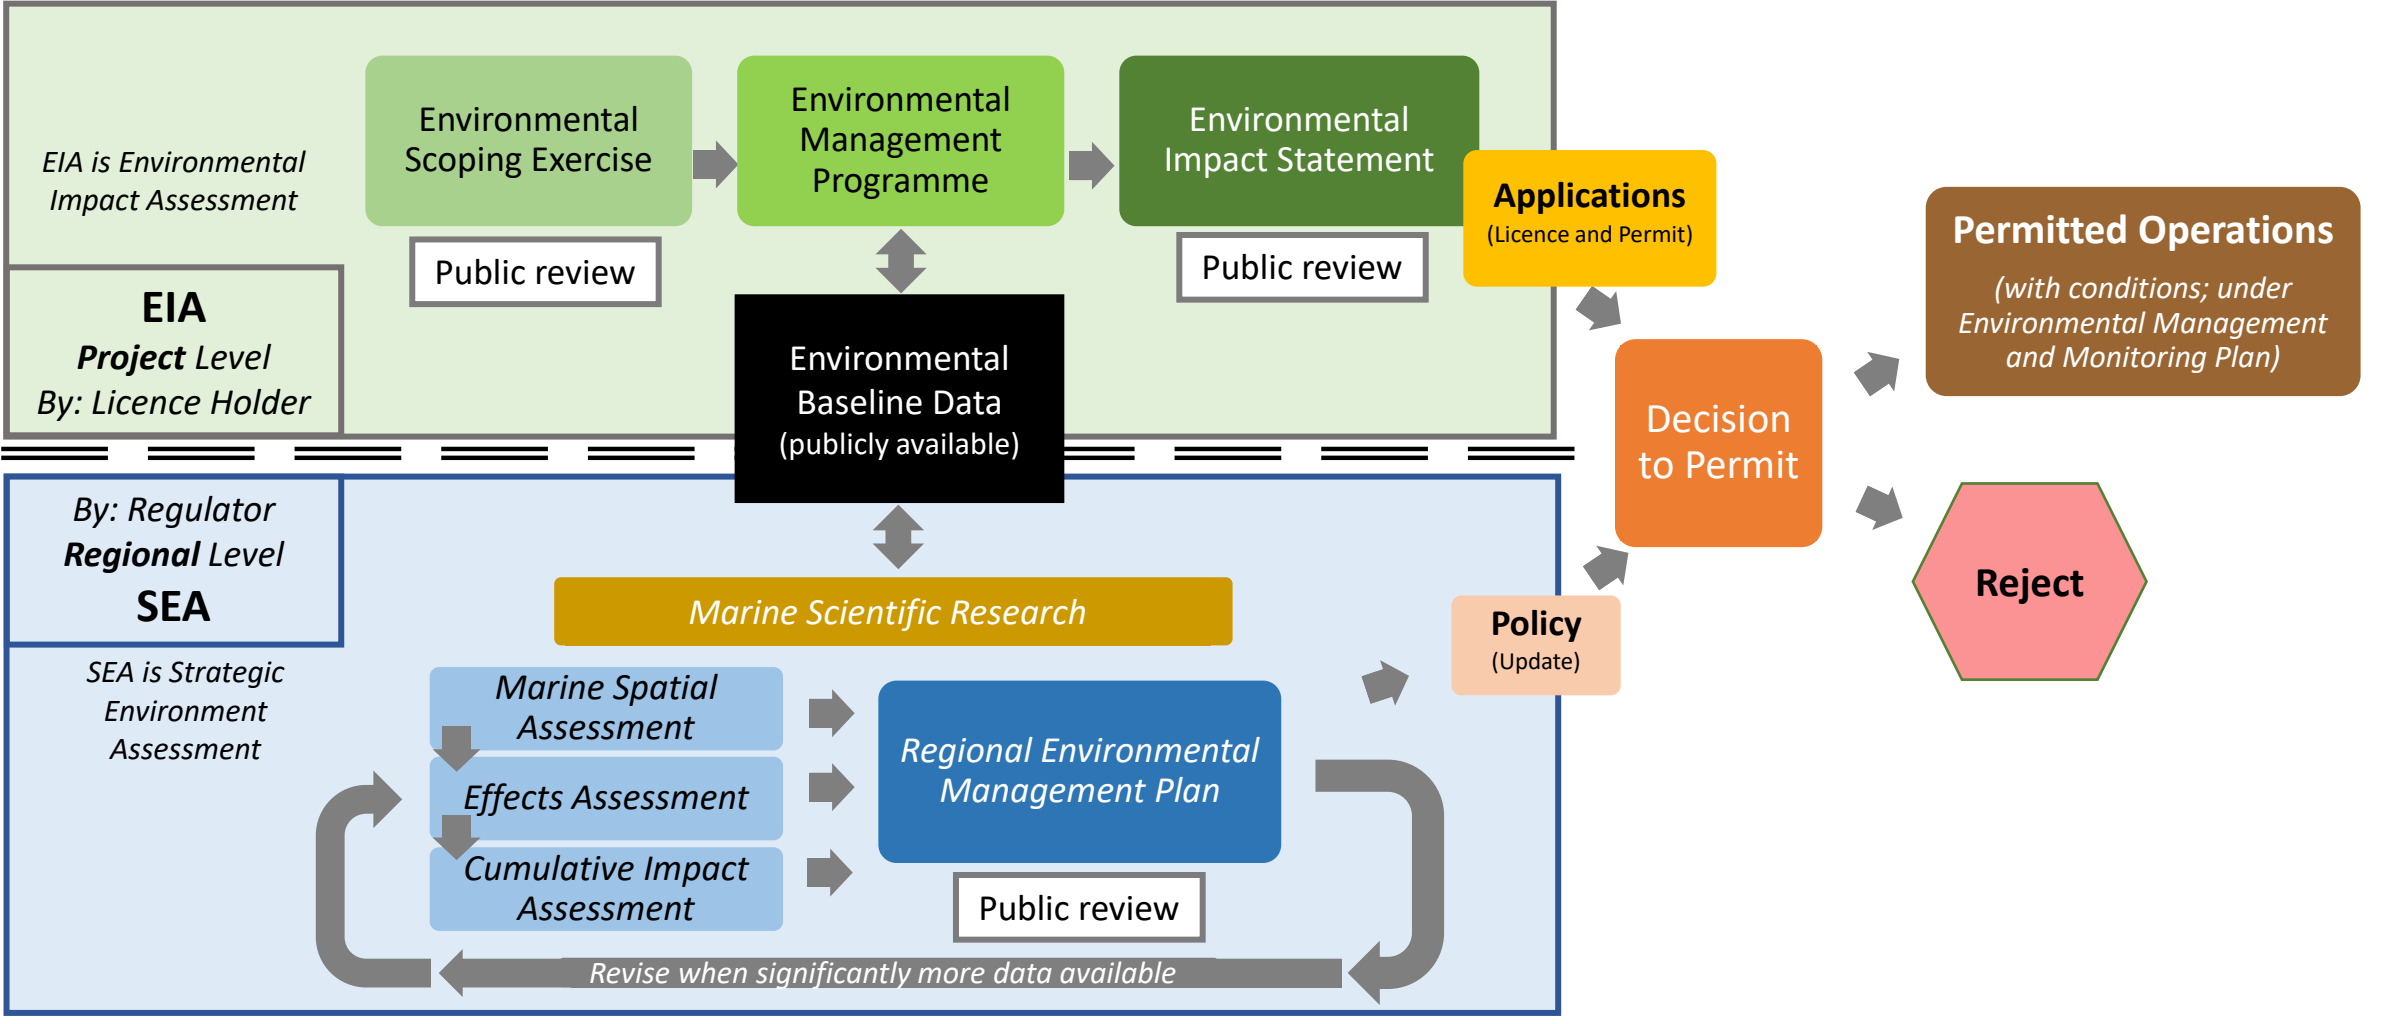 EIA is Environmental
Impact Assessment
Environmental
Scoping Exercise
Public review
Environmental
Management
Programme
Environmental
Impact Statement
Public review
Applications
(Licence and Permit)
EIA
Project Level
By: Licence Holder
Environmental
Baseline Data
(publicly available)
Permitted Operations
(with conditions; under
Environmental Management
and Monitoring Plan)
Decision
to Permit
Reject
By: Regulator
Regional Level
SEA
SEA is Strategic
Environment
Assessment
Marine Scientific Research
Marine Spatial
Assessment
Effects Assessment
Cumulative Impact
Assessment
Regional Environmental
Management Plan
Public review
Policy
(Update)
Revise when significantly more data available